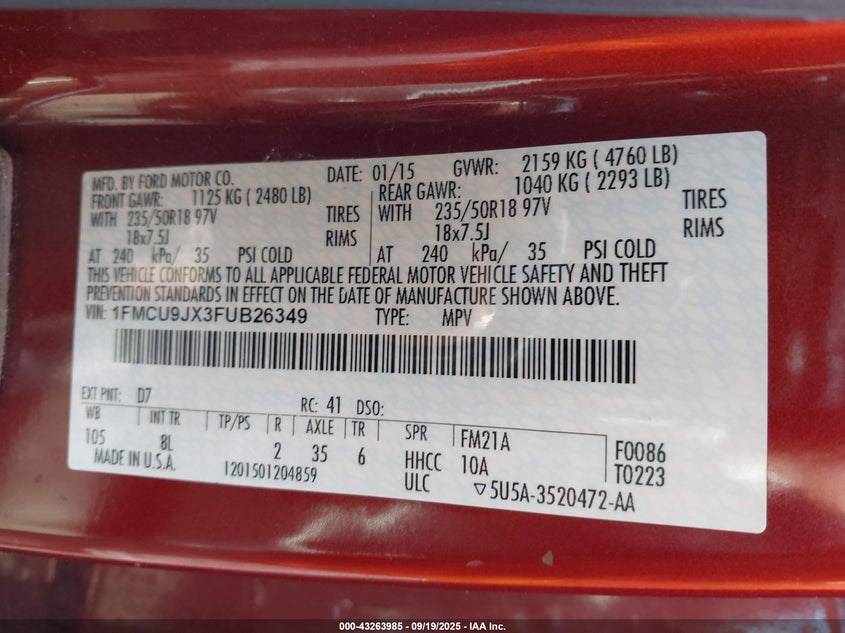 MFD. BY FORD MOTOR CO. DATE: 01/15 GVWR: 2159 KG ( 4760 LB)
FRONT GAWR: 1125 KG ( 2480 LB) REAR GAWR: 1040 KG ( 2293 LB)
WITH 235/50R18 97V TIRES WITH 235/50R18 97V TIRES
18x7.5J RIMS 18x7.5J RIMS
AT 240 kPa/ 35 PSI COLD AT 240 kPa/ 35 PSI COLD
THIS VEHICLE CONFORMS TO ALL APPLICABLE FEDERAL MOTOR VEHICLE SAFETY AND THEFT
PREVENTION STANDARDS IN EFFECT ON THE DATE OF MANUFACTURE SHOWN ABOVE.
VIN: 1FMCU9JX3FUB26349 TYPE: MPV
EXT PNT: D7 RC: 41 DSO:
WB INT TR TP/PS R AXLE TR SPR FM21A F0086
105 8L 2 35 6 HHCC 10A T0223
MADE IN U.S.A. 1201501204859 ULC ▽5U5A-3520472-AA
000-43263985 - 09/19/2025 - IAA Inc.